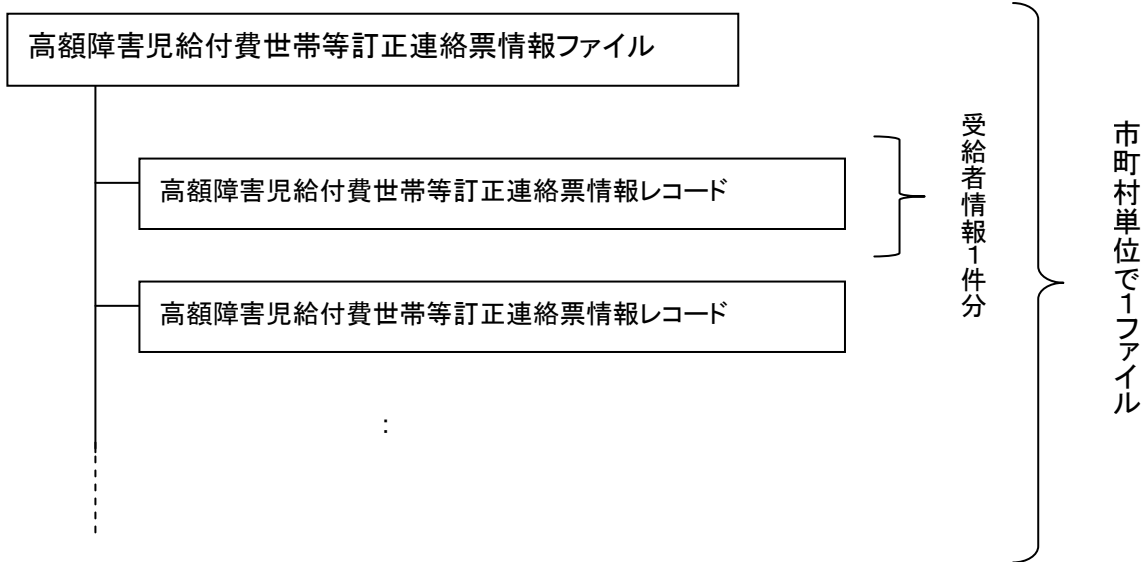 高額障害児給付費世帯等訂正連絡票情報ファイル
高額障害児給付費世帯等訂正連絡票情報レコード
高額障害児給付費世帯等訂正連絡票情報レコード
:
受給者情報1件分
市町村単位で1ファイル